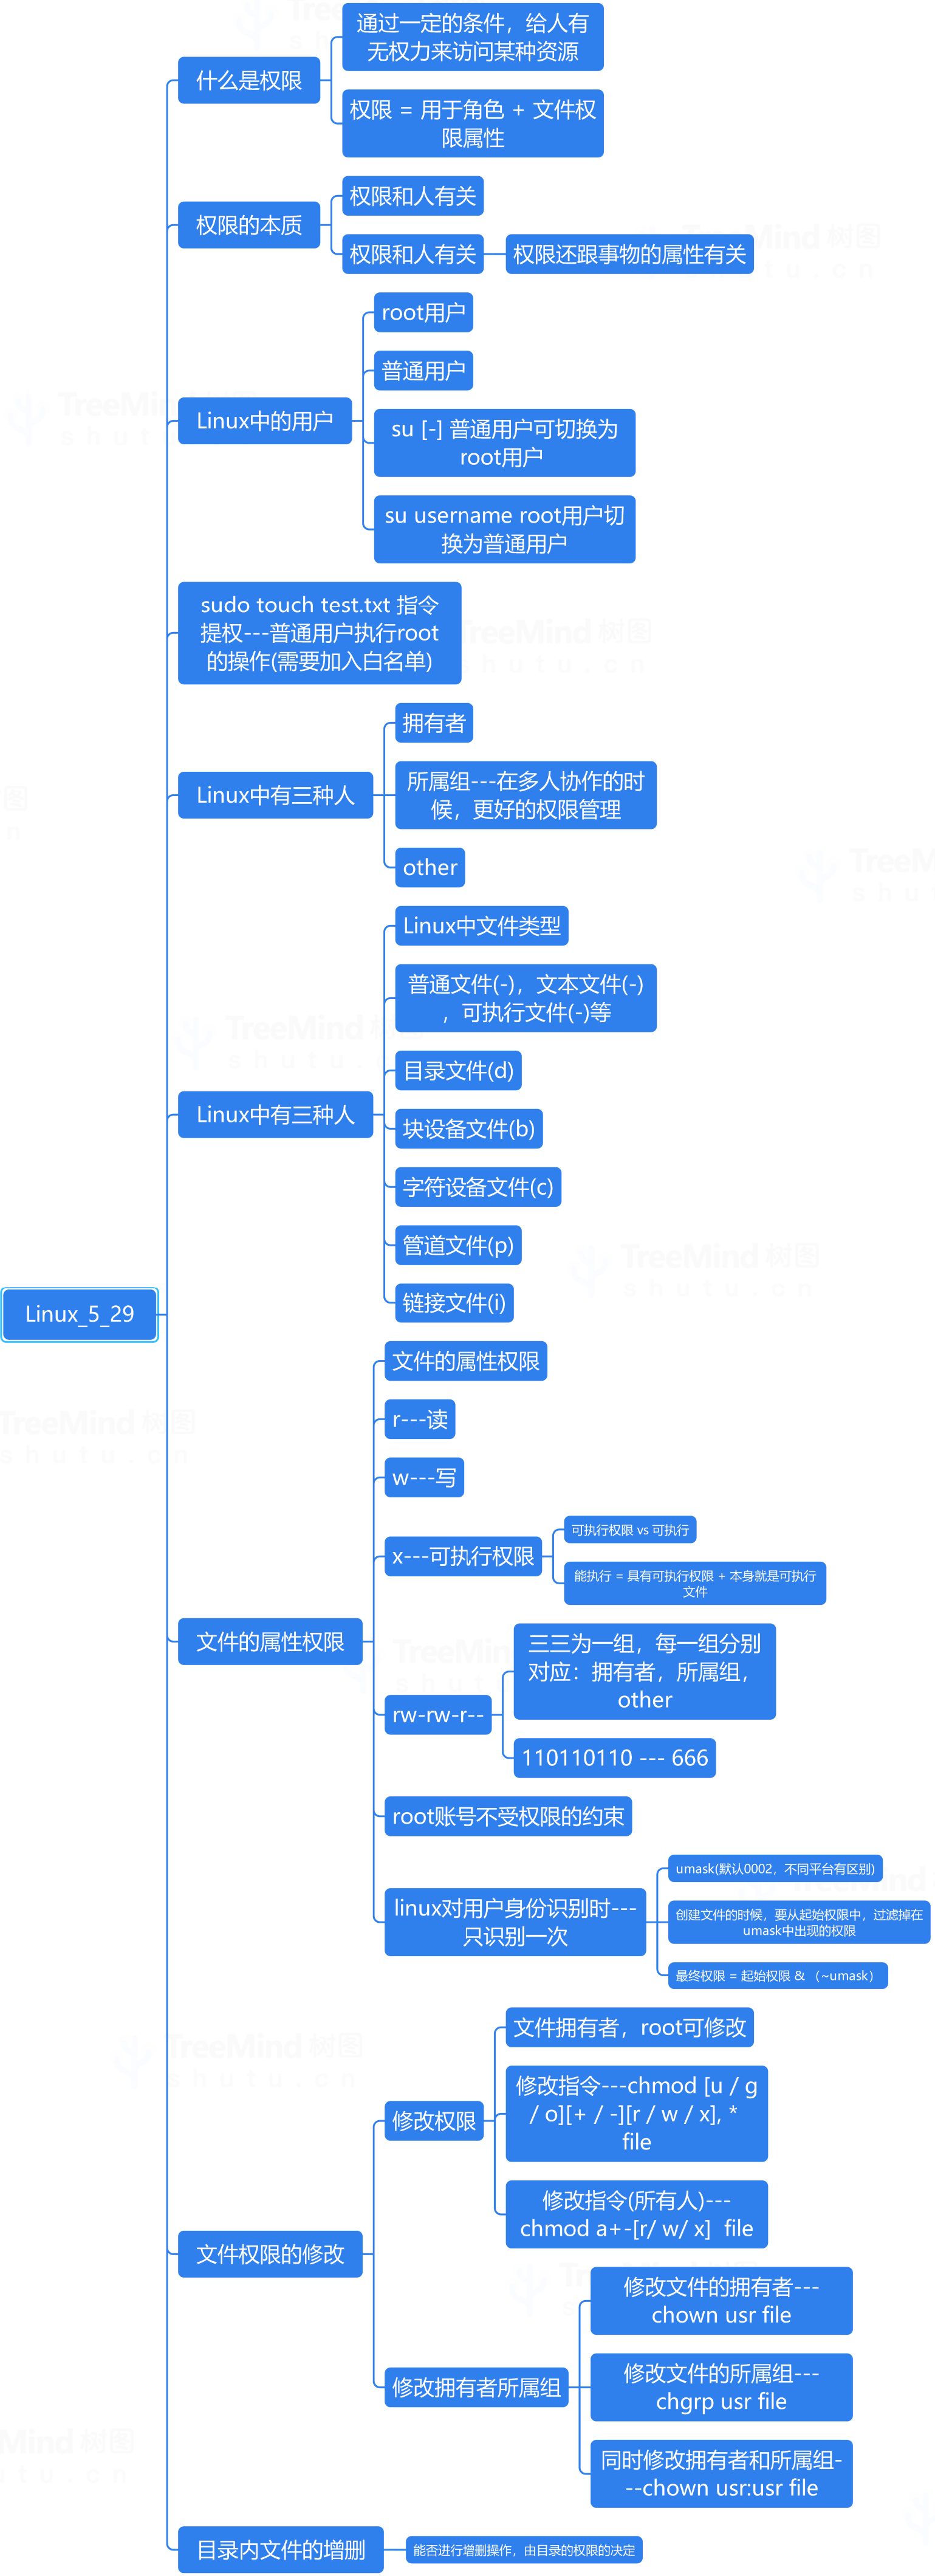 通过一定的条件，给人有
无权力来访问某种资源
什么是权限
权限 = 用于角色 + 文件权
限属性
权限和人有关
权限的本质
权限和人有关
权限还跟事物的属性有关
root用户
普通用户
Linux中的用户
su [-] 普通用户可切换为
root用户
su username root用户切
换为普通用户
sudo touch test.txt 指令
提权---普通用户执行root
的操作(需要加入白名单)
拥有者
Linux中有三种人
所属组---在多人协作的时
候，更好的权限管理
other
Linux中文件类型
普通文件(-)，文本文件(-)
，可执行文件(-)等
目录文件(d)
Linux中有三种人
块设备文件(b)
字符设备文件(c)
管道文件(p)
链接文件(i)
Linux_5_29
文件的属性权限
r---读
w---写
x---可执行权限
可执行权限 vs 可执行
能执行 = 具有可执行权限 + 本身就是可执行
文件
文件的属性权限
三三为一组，每一组分别
对应：拥有者，所属组，
other
rw-rw-r--
110110110 --- 666
root账号不受权限的约束
linux对用户身份识别时---
只识别一次
umask(默认0002，不同平台有区别)
创建文件的时候，要从起始权限中，过滤掉在
umask中出现的权限
最终权限 = 起始权限 & （~umask）
文件拥有者，root可修改
修改权限
修改指令---chmod [u / g
/ o][+ / -][r / w / x], *
file
修改指令(所有人)---
chmod a+-[r/ w/ x]  file
文件权限的修改
修改文件的拥有者---
chown usr file
修改拥有者所属组
修改文件的所属组---
chgrp usr file
同时修改拥有者和所属组-
--chown usr:usr file
目录内文件的增删
能否进行增删操作，由目录的权限的决定